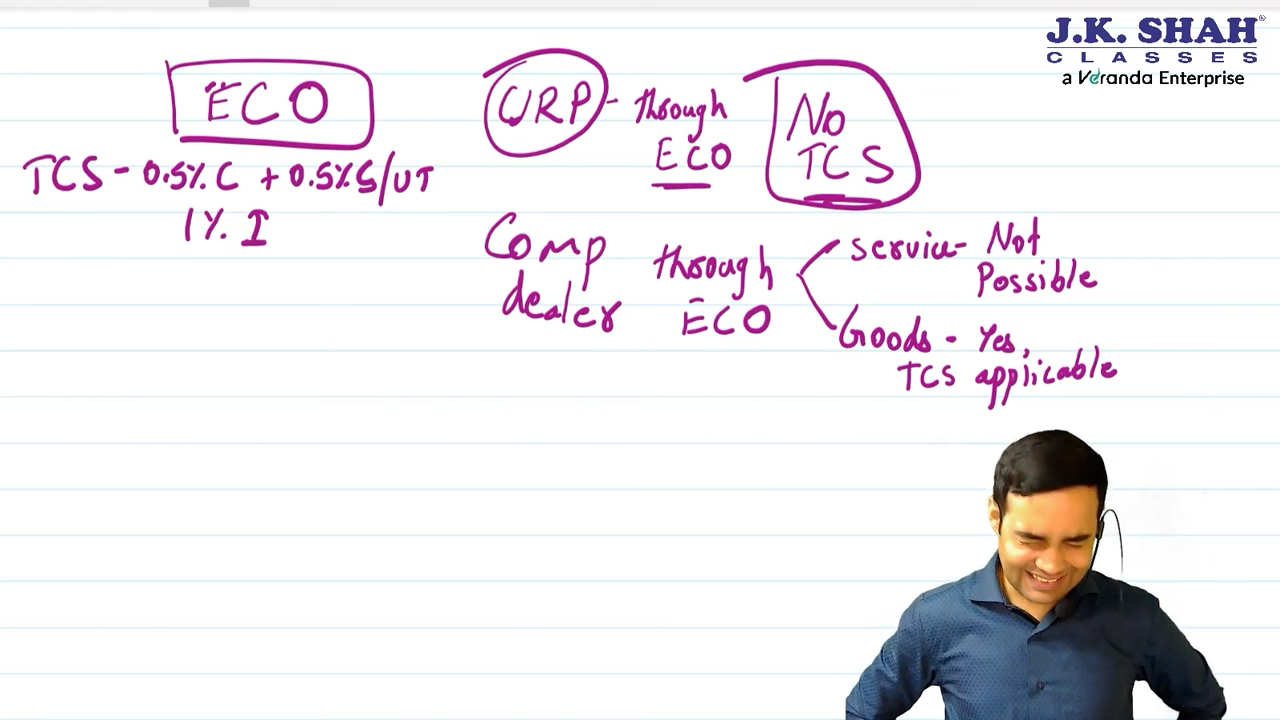 J.K. SHAH®
CLASSES
a Veranda Enterprise
ECO
TCS - 0.5% C + 0.5% S/UT
1% I
URP - through ECO
No TCS
Comp dealer through ECO
Service - Not Possible
Goods - Yes,
TCS applicable